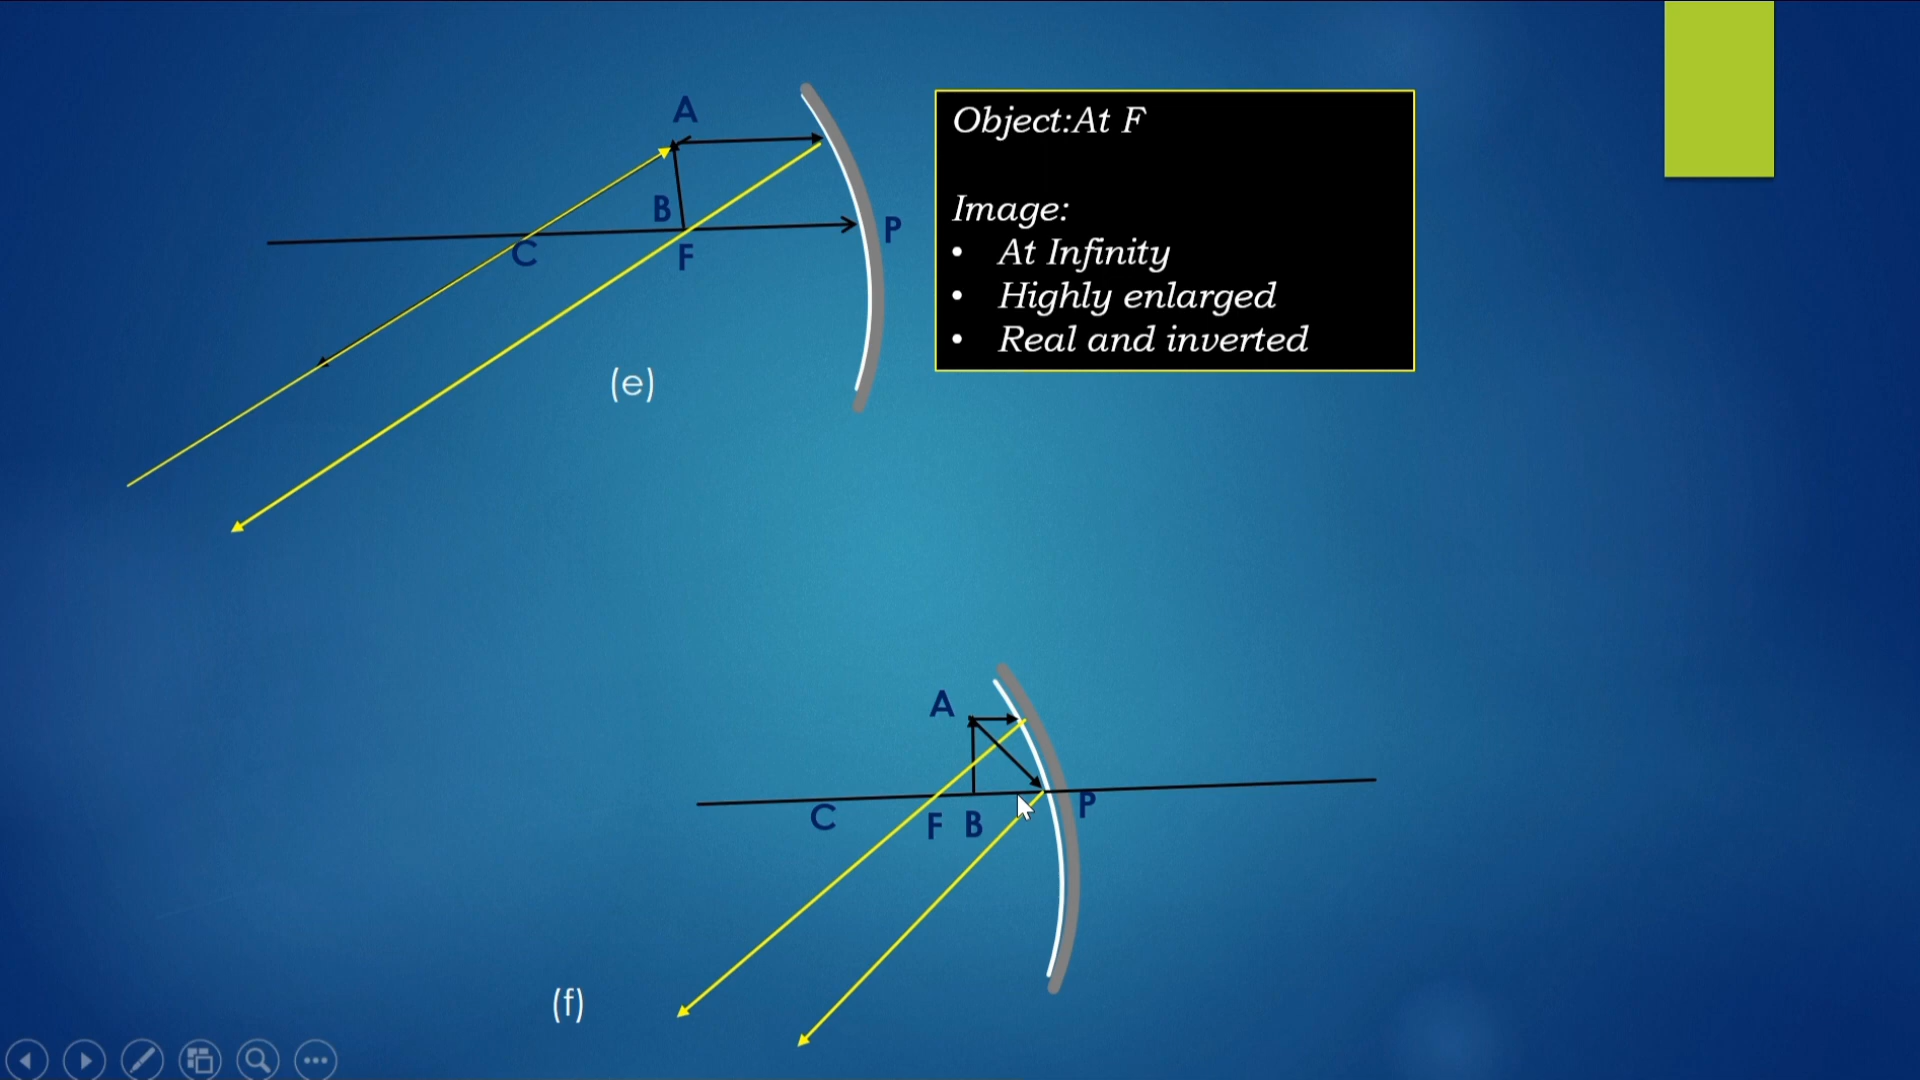 A
B
C
F
P
(e)
Object:At F
Image:
• At Infinity
• Highly enlarged
• Real and inverted
A
C
F
B
P
(f)